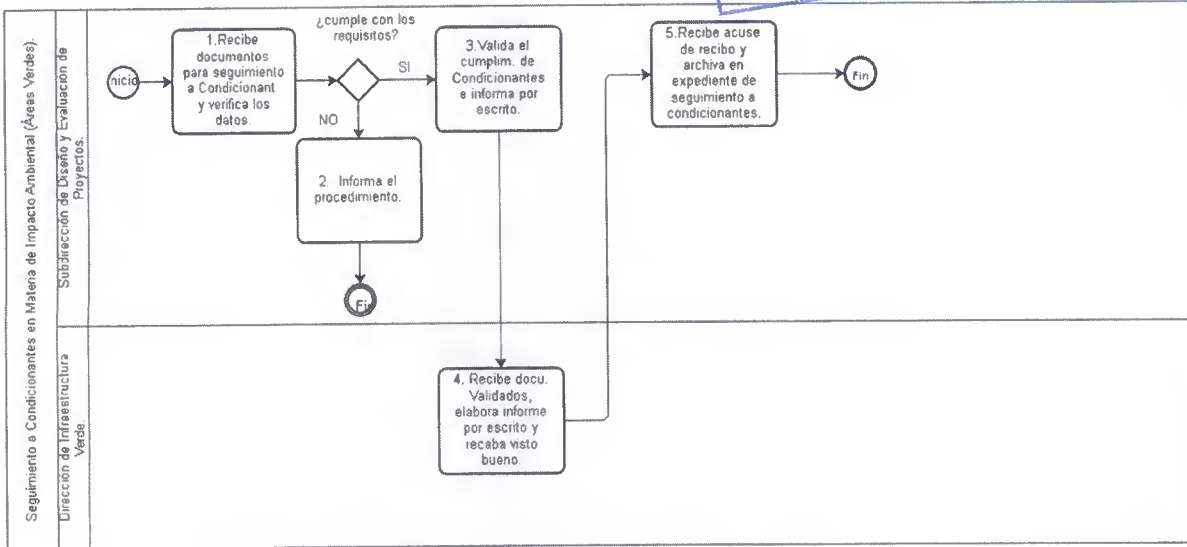 Seguimiento a Condicionantes en Materia de Impacto Ambiental (Áreas Verdes).
Subdirección de Diseño y Evaluación de
Proyectos.
Inicio
1.Recibe
documentos
para seguimiento
a Condicionant
y verifica los
datos.
¿cumple con los
requisitos?
SI
NO
2. Informa el
procedimiento.
Fin
3.Valida el
cumplim. de
Condicionantes
e informa por
escrito.
5.Recibe acuse
de recibo y
archiva en
expediente de
seguimiento a
condicionantes.
fin
Dirección de Infraestructura
Verde.
4. Recibe docu.
Validados,
elabora informe
por escrito y
recaba visto
bueno.